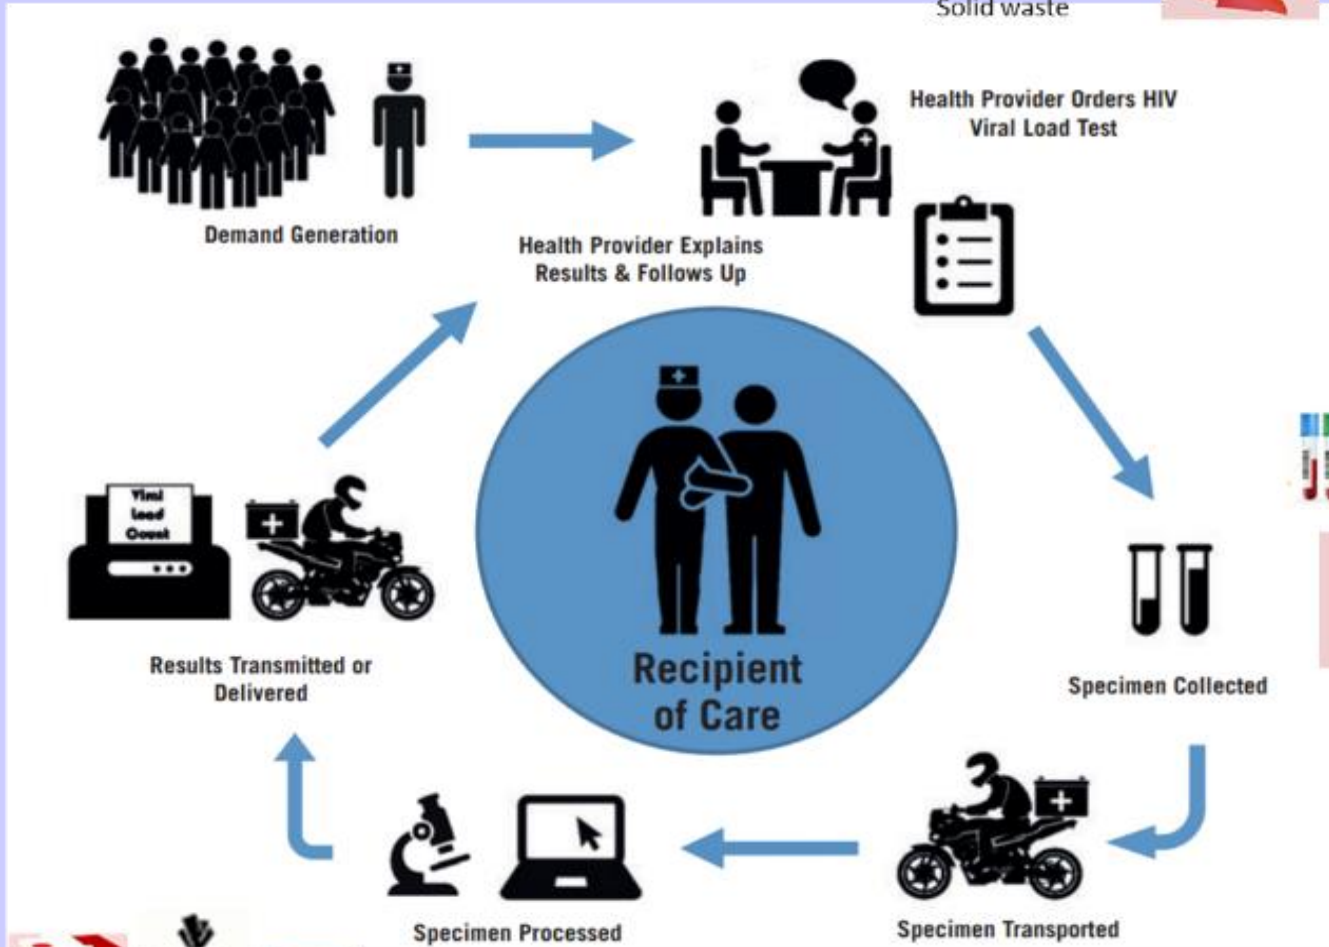 Solid waste
Health Provider Orders HIV
Viral Load Test
Demand Generation
Health Provider Explains
Results & Follows Up
Viral
Load
Count
Recipient
of Care
Results Transmitted or
Delivered
Specimen Collected
Specimen Processed
Specimen Transported